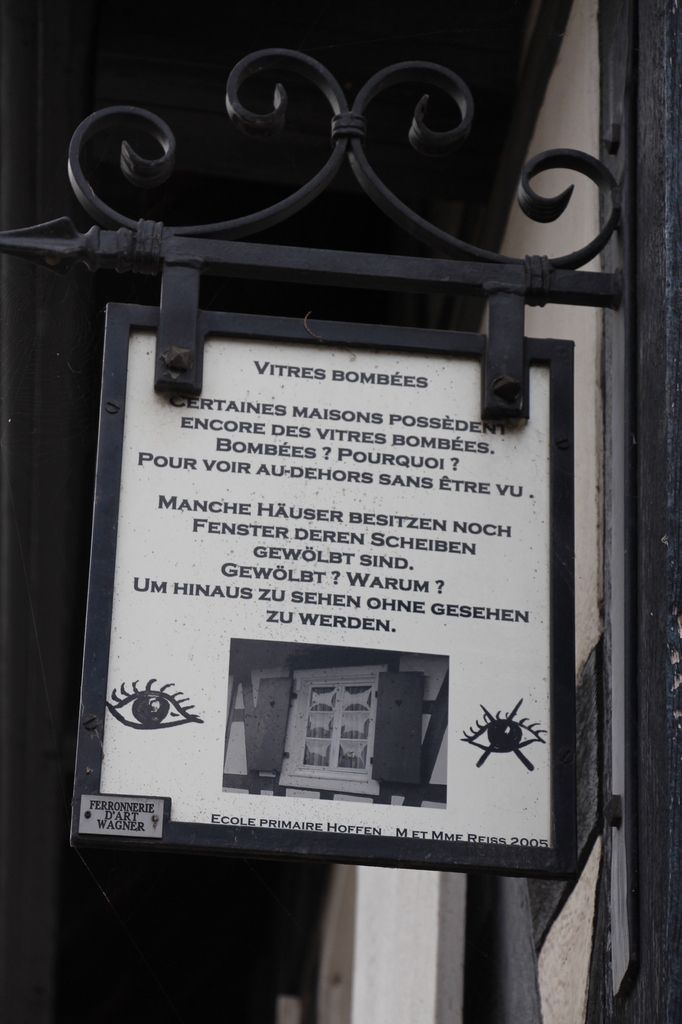 VITRES BOMBÉES
CERTAINES MAISONS POSSÈDENT
ENCORE DES VITRES BOMBÉES.
BOMBÉES ? POURQUOI ?
POUR VOIR AU-DEHORS SANS ÊTRE VU .
MANCHE HÄUSER BESITZEN NOCH
FENSTER DEREN SCHEIBEN
GEWÖLBT SIND.
GEWÖLBT ? WARUM ?
UM HINAUS ZU SEHEN OHNE GESEHEN
ZU WERDEN.
FERRONNERIE
D'ART
WAGNER
ECOLE PRIMAIRE HOFFEN M ET MME REISS 2005